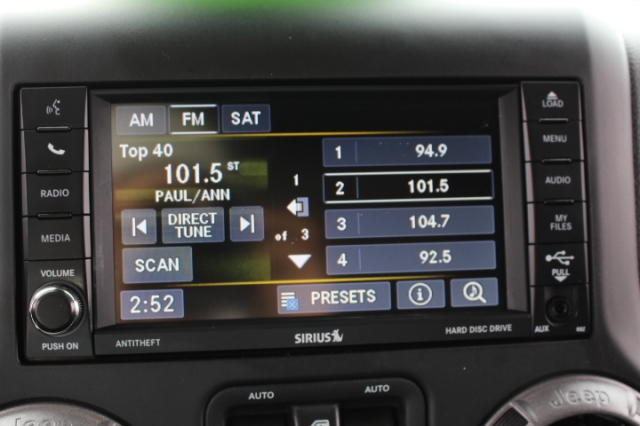 AM FM SAT
Top 40
101.5 ST
PAUL/ANN
DIRECT
TUNE
SCAN
2:52
1
of 3
1 94.9
2 101.5
3 104.7
4 92.5
PRESETS
RADIO
MEDIA
VOLUME
PUSH ON
LOAD
MENU
AUDIO
MY
FILES
PULL
AUX
ANTITHEFT
SIRIUS
HARD DISC DRIVE
AUTO
AUTO
Jeep
Jeep